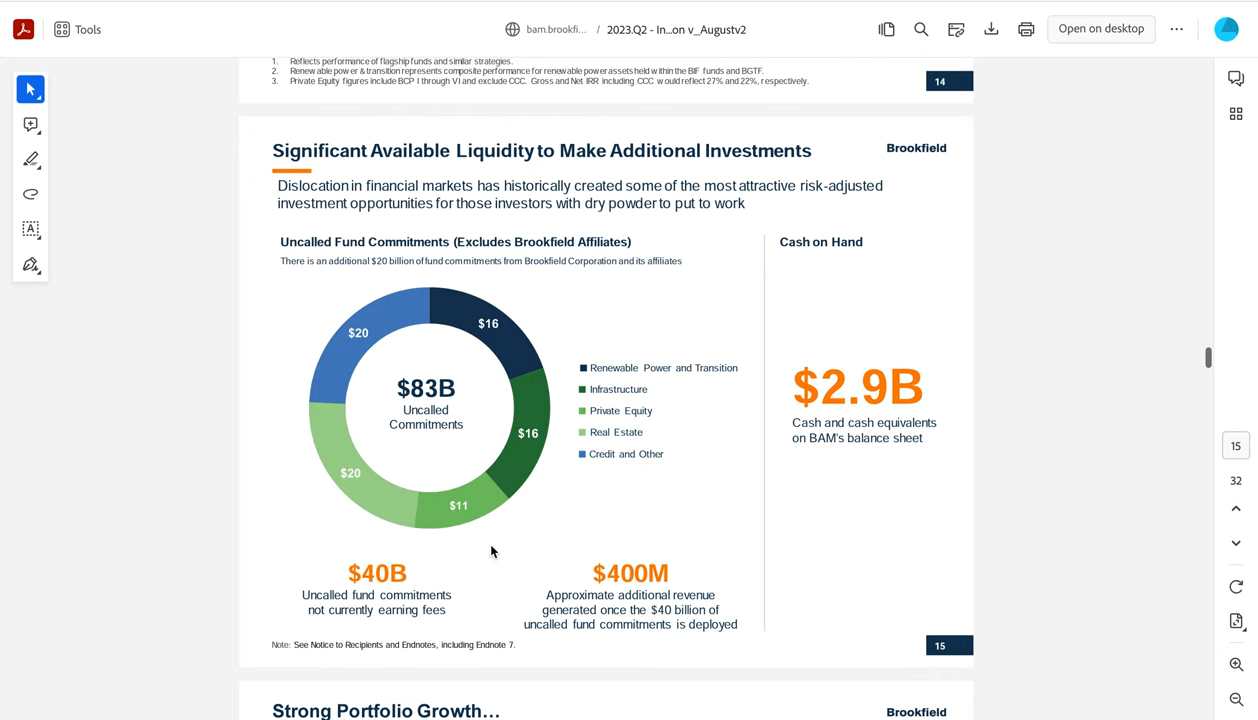 Tools
bam.brookfi... / 2023.Q2 - In...on v_Augustv2
Open on desktop
1. Reflects performance of flagship funds and similar strategies.
2. Renewable power & transition represents composite performance for renewable power assets held within the BIF funds and BGTF.
3. Private Equity figures include BCP I through VI and exclude CCC. Gross and Net IRR including CCC would reflect 27% and 22%, respectively.
14
Significant Available Liquidity to Make Additional Investments
Brookfield
Dislocation in financial markets has historically created some of the most attractive risk-adjusted
investment opportunities for those investors with dry powder to put to work
Uncalled Fund Commitments (Excludes Brookfield Affiliates)
There is an additional $20 billion of fund commitments from Brookfield Corporation and its affiliates
$20
$16
$83B
Uncalled
Commitments
$16
$20
$11
Renewable Power and Transition
Infrastructure
Private Equity
Real Estate
Credit and Other
$40B
Uncalled fund commitments
not currently earning fees
$400M
Approximate additional revenue
generated once the $40 billion of
uncalled fund commitments is deployed
Cash on Hand
$2.9B
Cash and cash equivalents
on BAM's balance sheet
Note: See Notice to Recipients and Endnotes, including Endnote 7.
15
Strong Portfolio Growth...
Brookfield
15
32